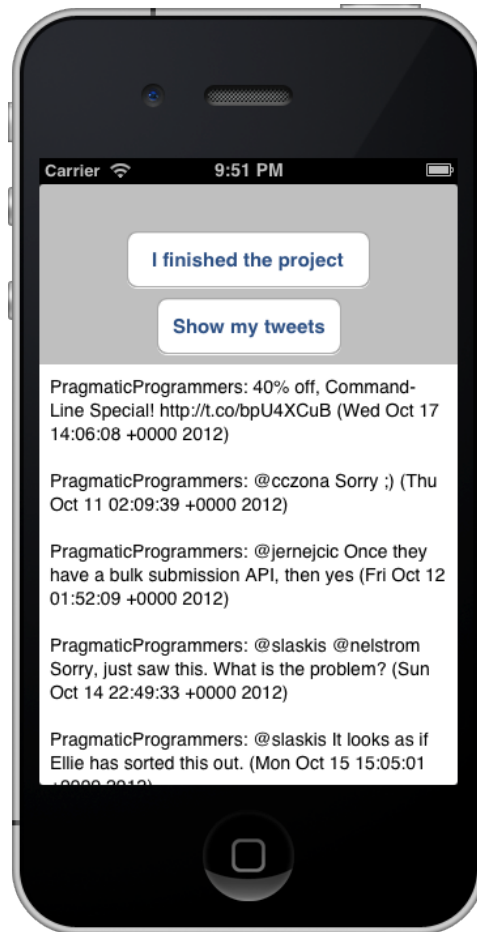 Carrier 9:51 PM
I finished the project
Show my tweets
PragmaticProgrammers: 40% off, Command-
Line Special! http://t.co/bpU4XCuB (Wed Oct 17
14:06:08 +0000 2012)
PragmaticProgrammers: @cczona Sorry ;) (Thu
Oct 11 02:09:39 +0000 2012)
PragmaticProgrammers: @jernejcic Once they
have a bulk submission API, then yes (Fri Oct 12
01:52:09 +0000 2012)
PragmaticProgrammers: @slaskis @nelstrom
Sorry, just saw this. What is the problem? (Sun
Oct 14 22:49:33 +0000 2012)
PragmaticProgrammers: @slaskis It looks as if
Ellie has sorted this out. (Mon Oct 15 15:05:01
+0000 2012)